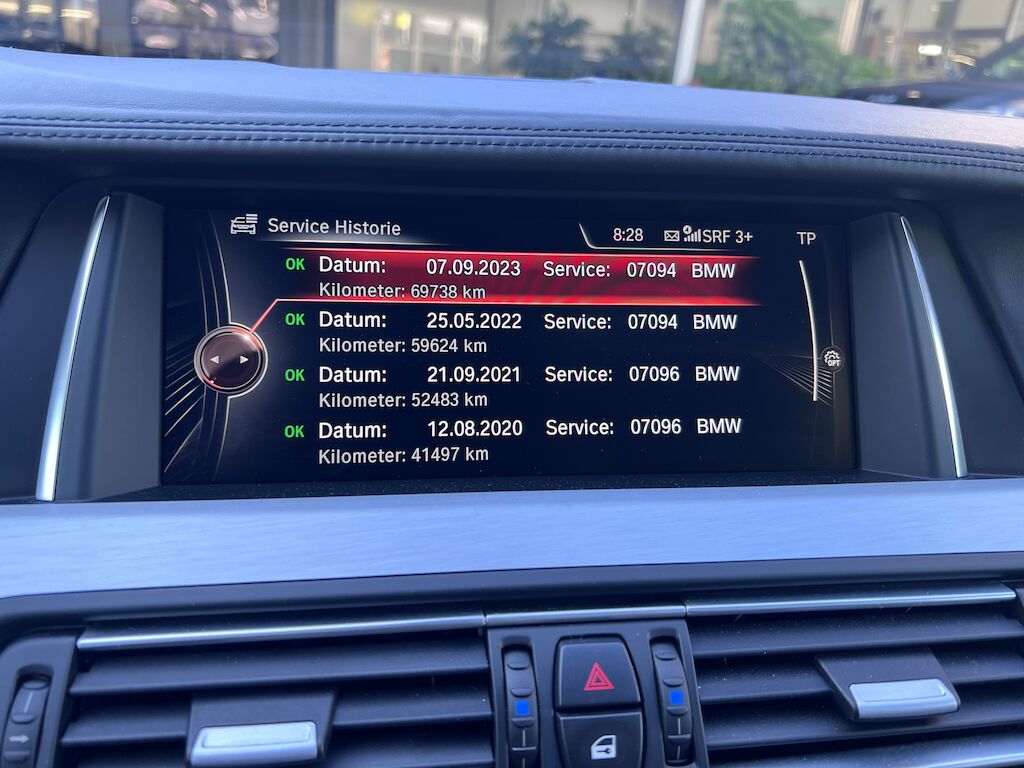 Service Historie
8:28 SRF 3+ TP
OK Datum: 07.09.2023 Service: 07094 BMW
Kilometer: 69738 km
OK Datum: 25.05.2022 Service: 07094 BMW
Kilometer: 59624 km
OK Datum: 21.09.2021 Service: 07096 BMW
Kilometer: 52483 km
OPT
OK Datum: 12.08.2020 Service: 07096 BMW
Kilometer: 41497 km